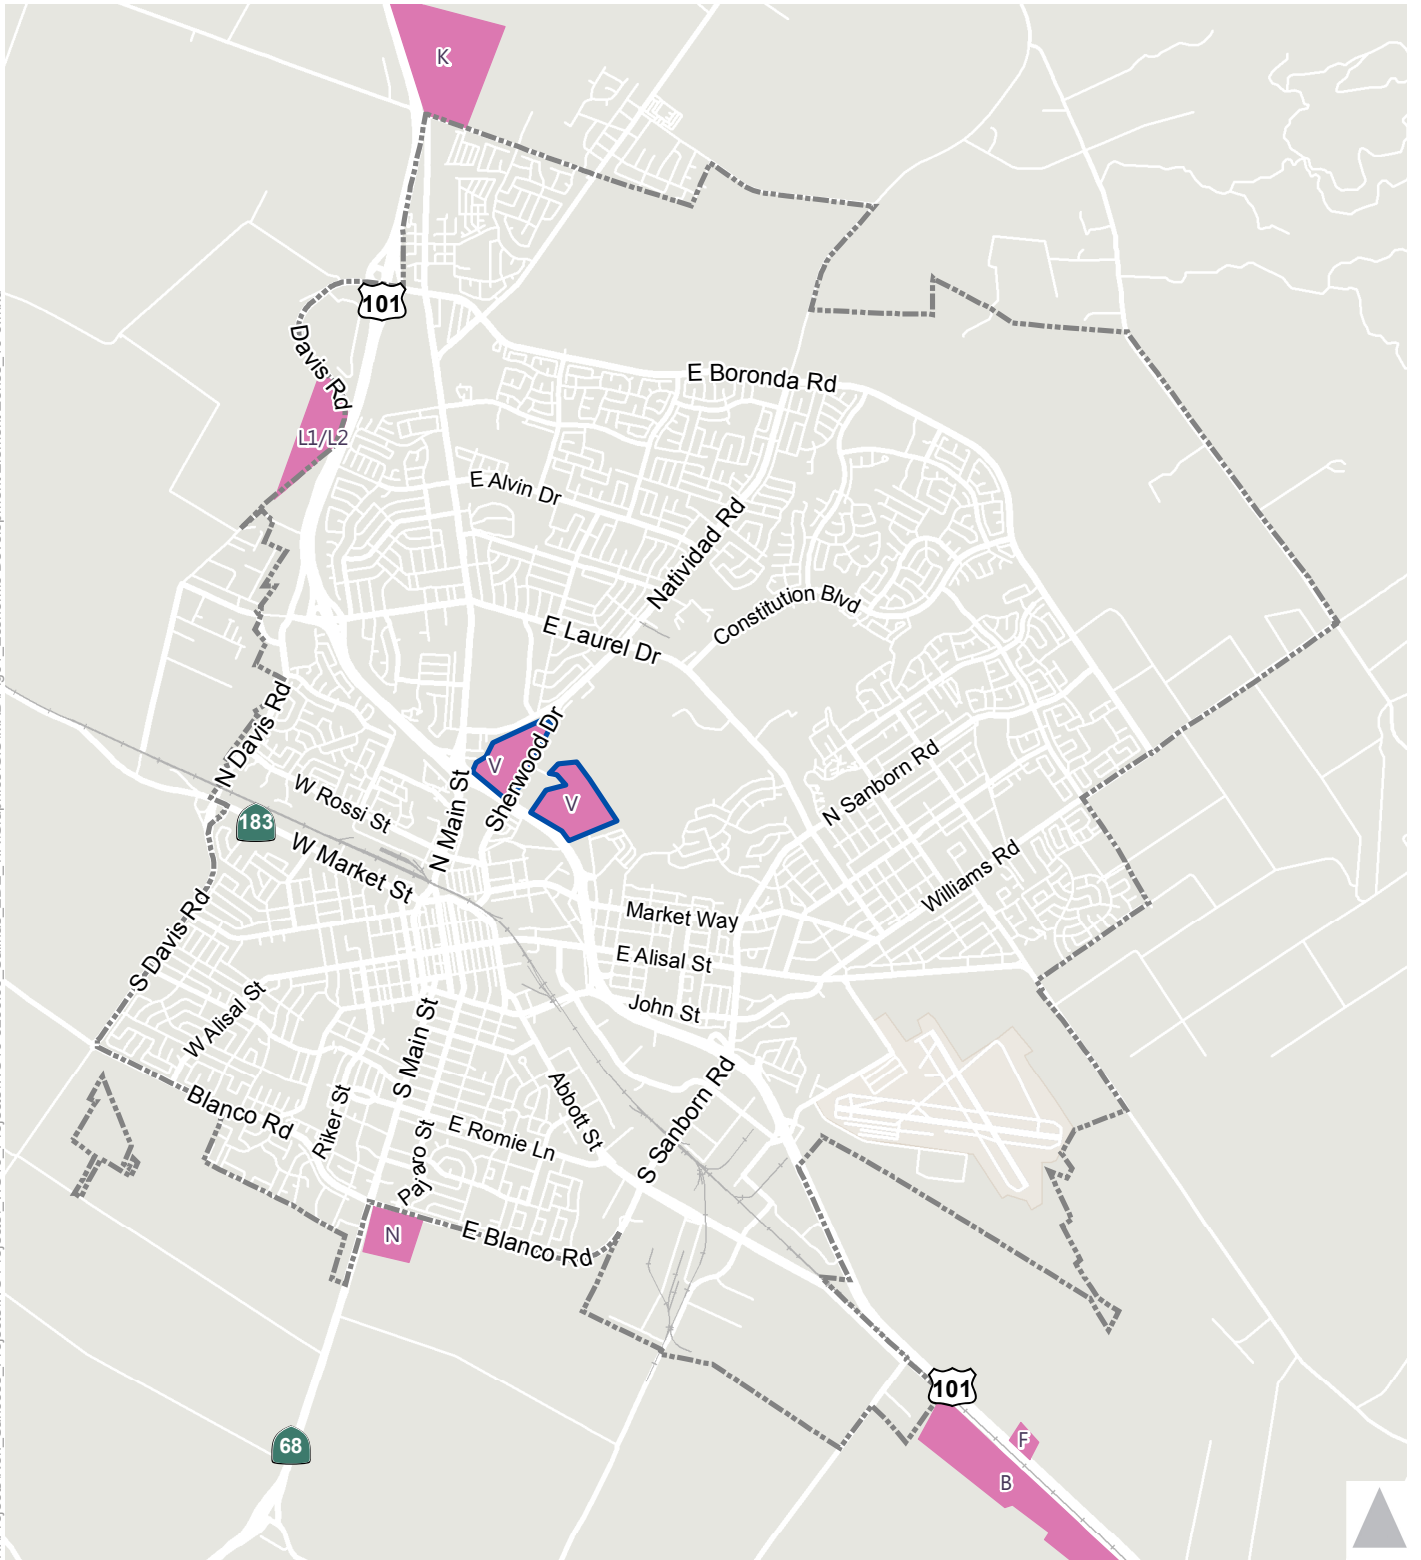 K
101
Davis Rd
E Boronda Rd
L1/L2
E Alvin Dr
Natividad Rd
Constitution Blvd
E Laurel Dr
N Davis Rd
Sherwood Dr
V
V
N Main St
W Rossi St
N Sanborn Rd
183
W Market St
Williams Rd
S Davis Rd
Market Way
E Alisal St
W Alisal St
John St
S Main St
Blanco Rd
Riker St
Pajaro St
E Romie Ln
Abbott St
S Sanborn Rd
N
E Blanco Rd
101
68
F
B